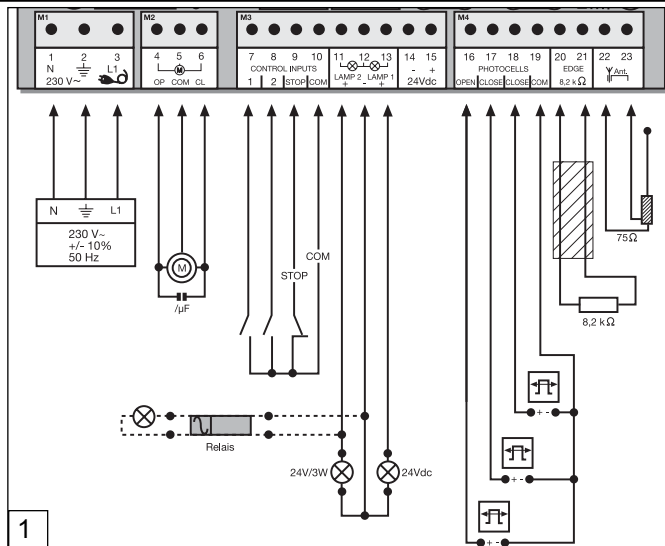 M1 M2 M3 M4
1 2 3 4 5 6 7 8 9 10 11 12 13 14 15 16 17 18 19 20 21 22 23
N L1 M CONTROL INPUTS - + PHOTOCELLS EDGE Ant.
230 V~ OP COM CL 1 2 STOP COM LAMP 2 LAMP 1 24Vdc OPEN CLOSE CLOSE COM 8,2 k Ω
+ - +
N L1
230 V~
+/- 10%
50 Hz
M
/µF
STOP
COM
75Ω
8,2 kΩ
Relais
24V/3W
24Vdc
+ -
+ -
+ -
1